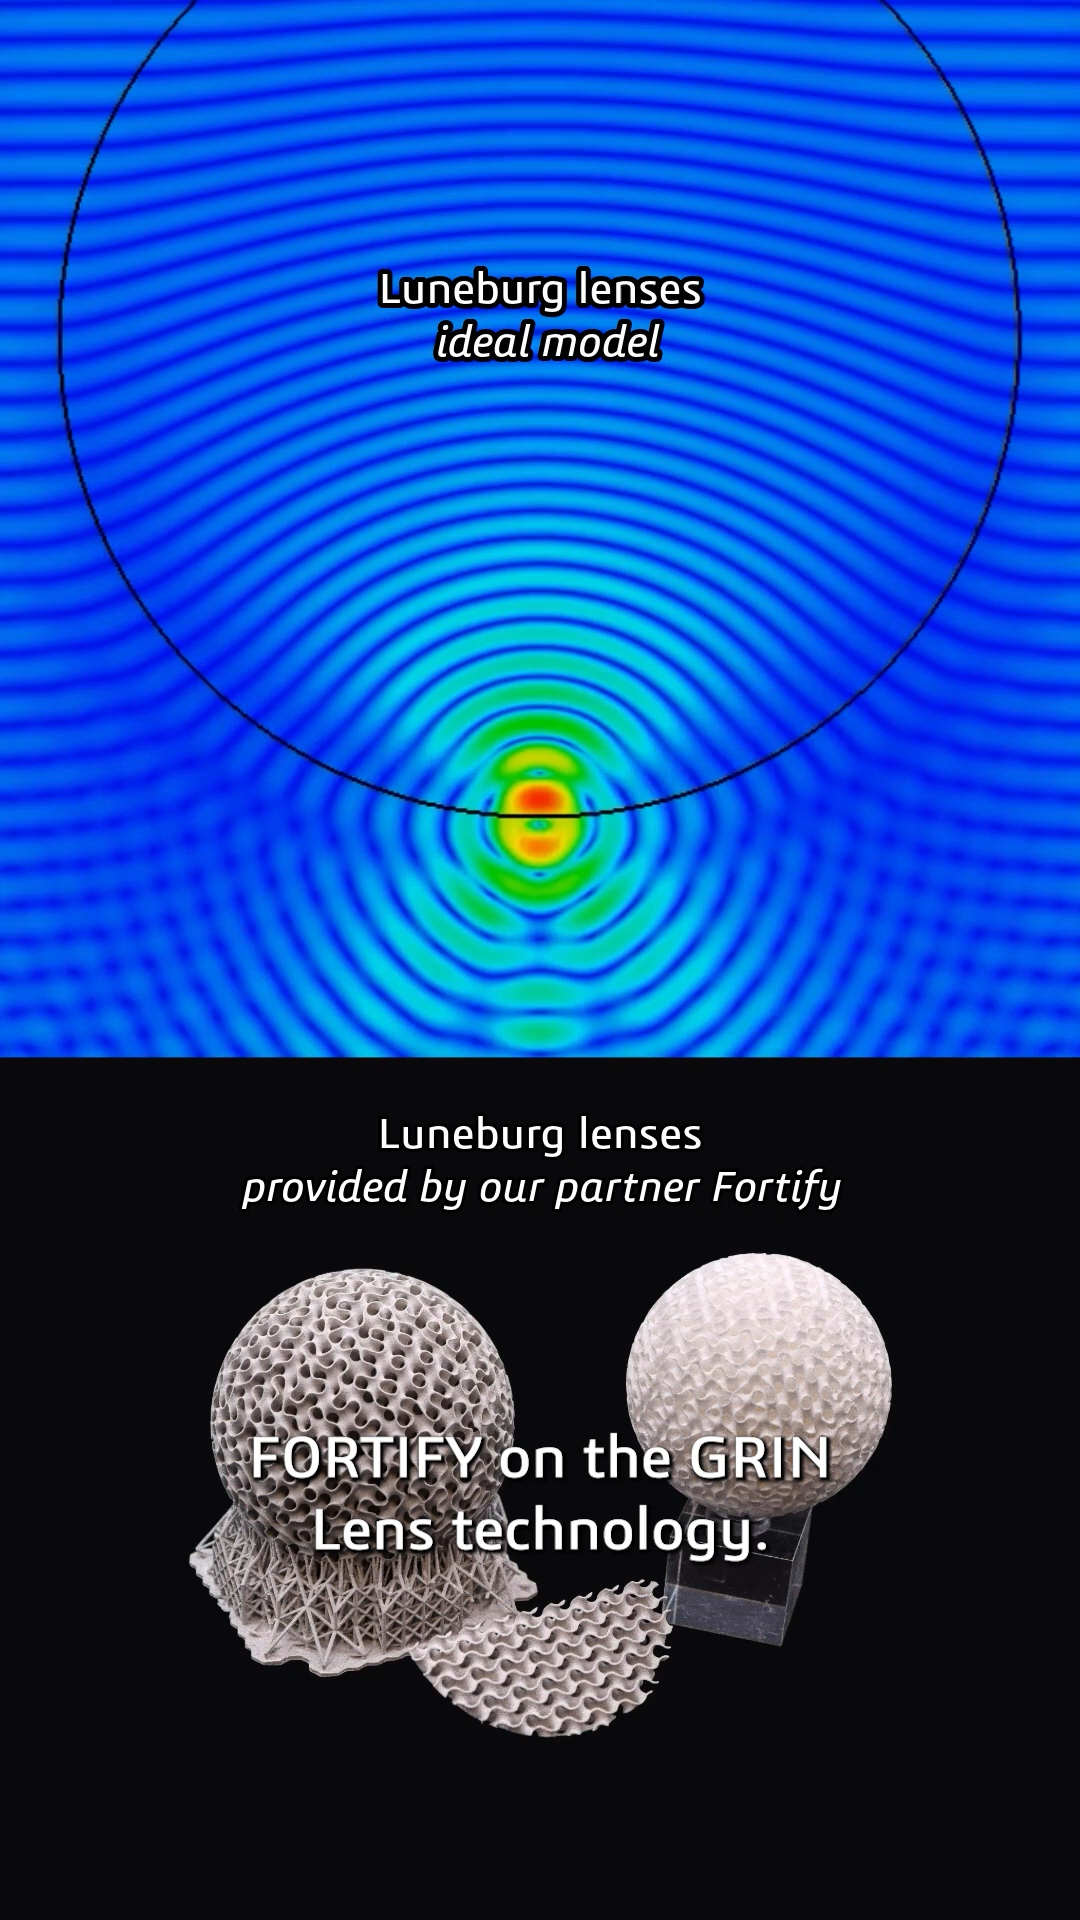 Luneburg lenses
ideal model
Luneburg lenses
provided by our partner Fortify
FORTIFY on the GRIN
Lens technology.